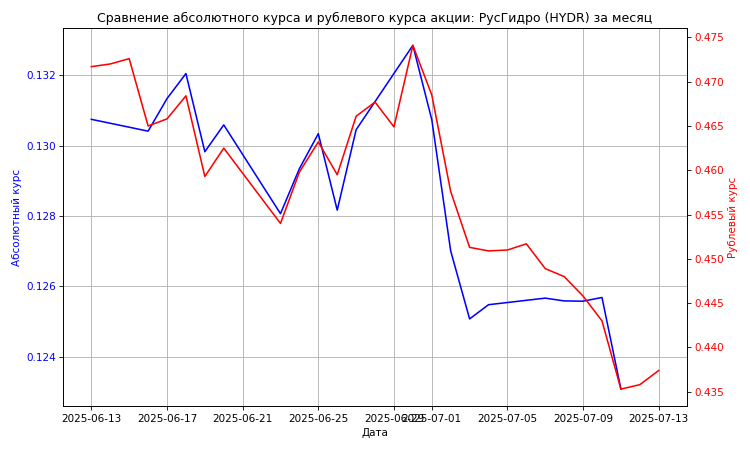 Сравнение абсолютного курса и рублевого курса акции: РусГидро (HYDR) за месяц
Абсолютный курс
0.132
0.130
0.128
0.126
0.124
0.475
0.470
0.465
0.460
0.455
0.450
0.445
0.440
0.435
Рублевый курс
2025-06-13 2025-06-17 2025-06-21 2025-06-25 2025-06-29 2025-07-01 2025-07-05 2025-07-09 2025-07-13
Дата